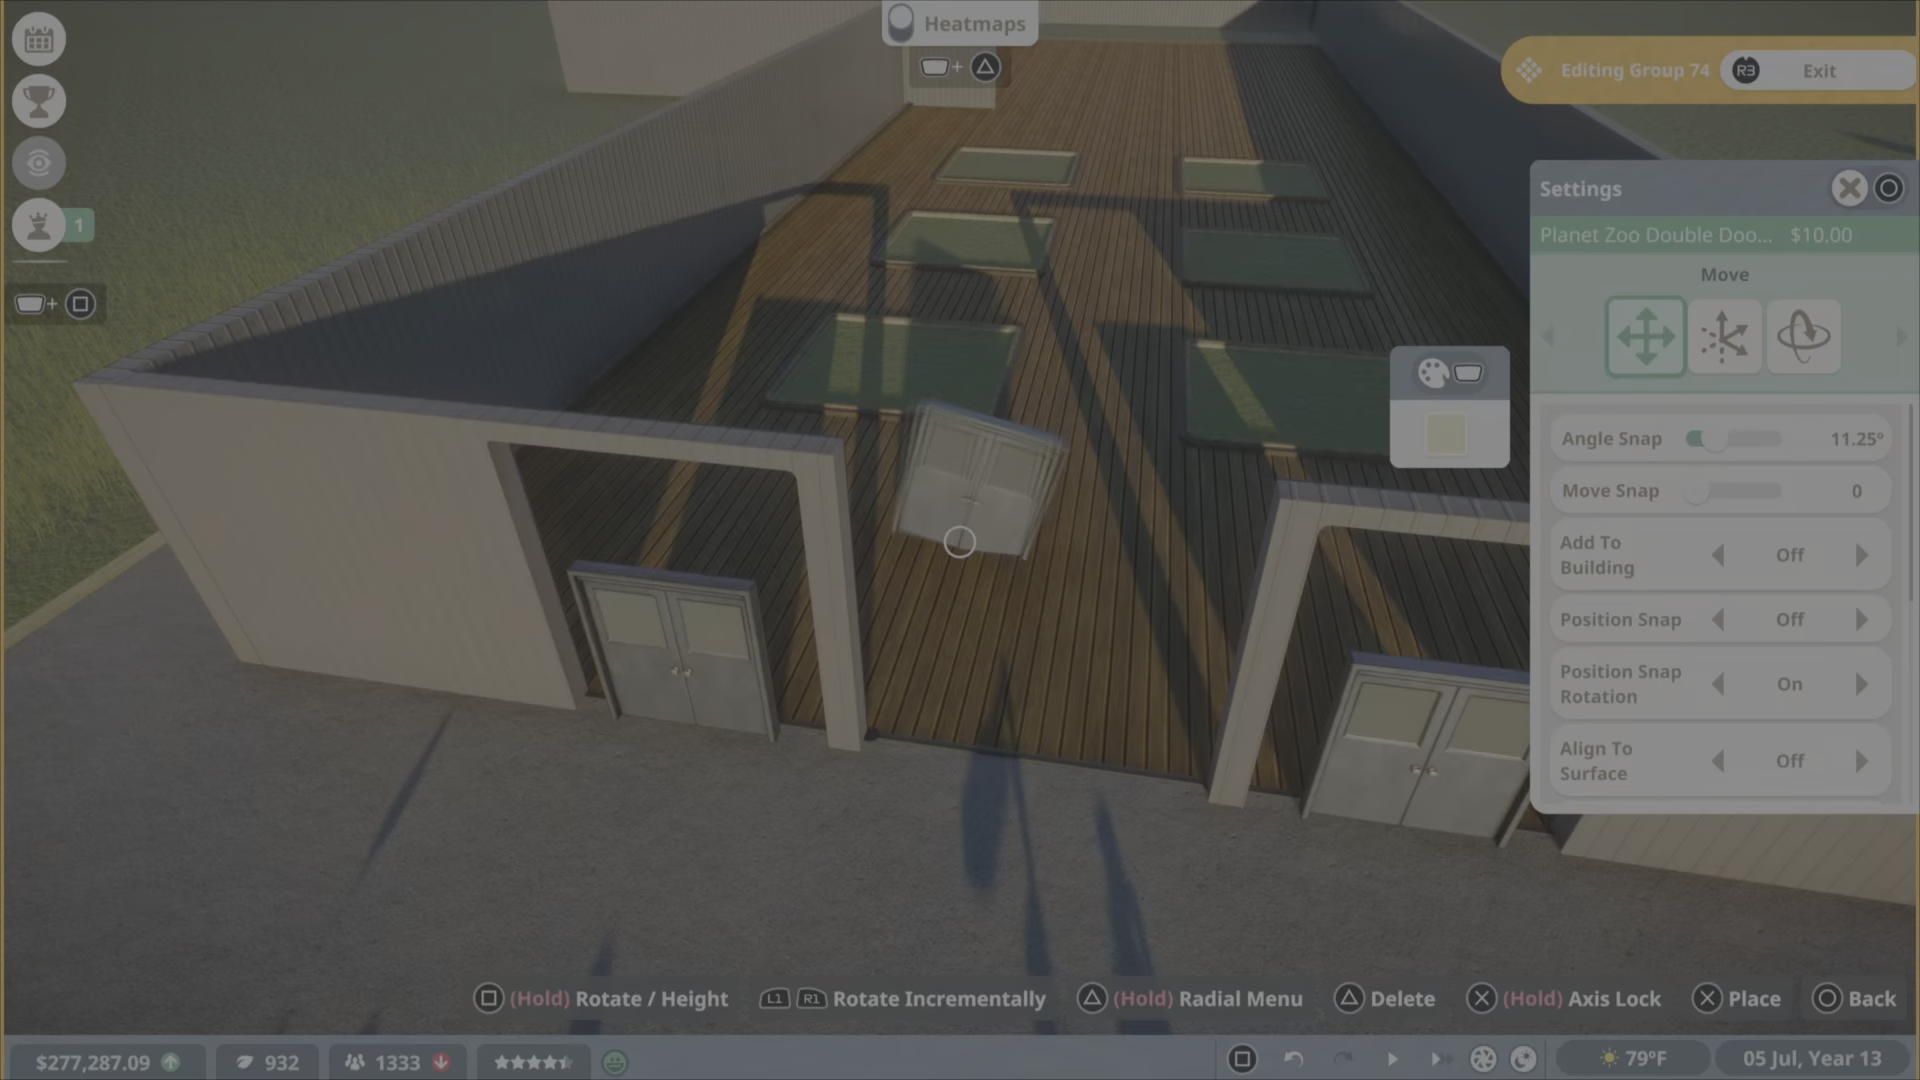 Heatmaps
+
Editing Group 74
R3 Exit
1
+
Settings
Planet Zoo Double Doo... $10.00
Move
Angle Snap 11.25°
Move Snap 0
Add To Building Off
Position Snap Off
Position Snap Rotation On
Align To Surface Off
(Hold) Rotate / Height L1 R1 Rotate Incrementally (Hold) Radial Menu Delete (Hold) Axis Lock Place Back
$277,287.09 932 1333 79°F 05 Jul, Year 13